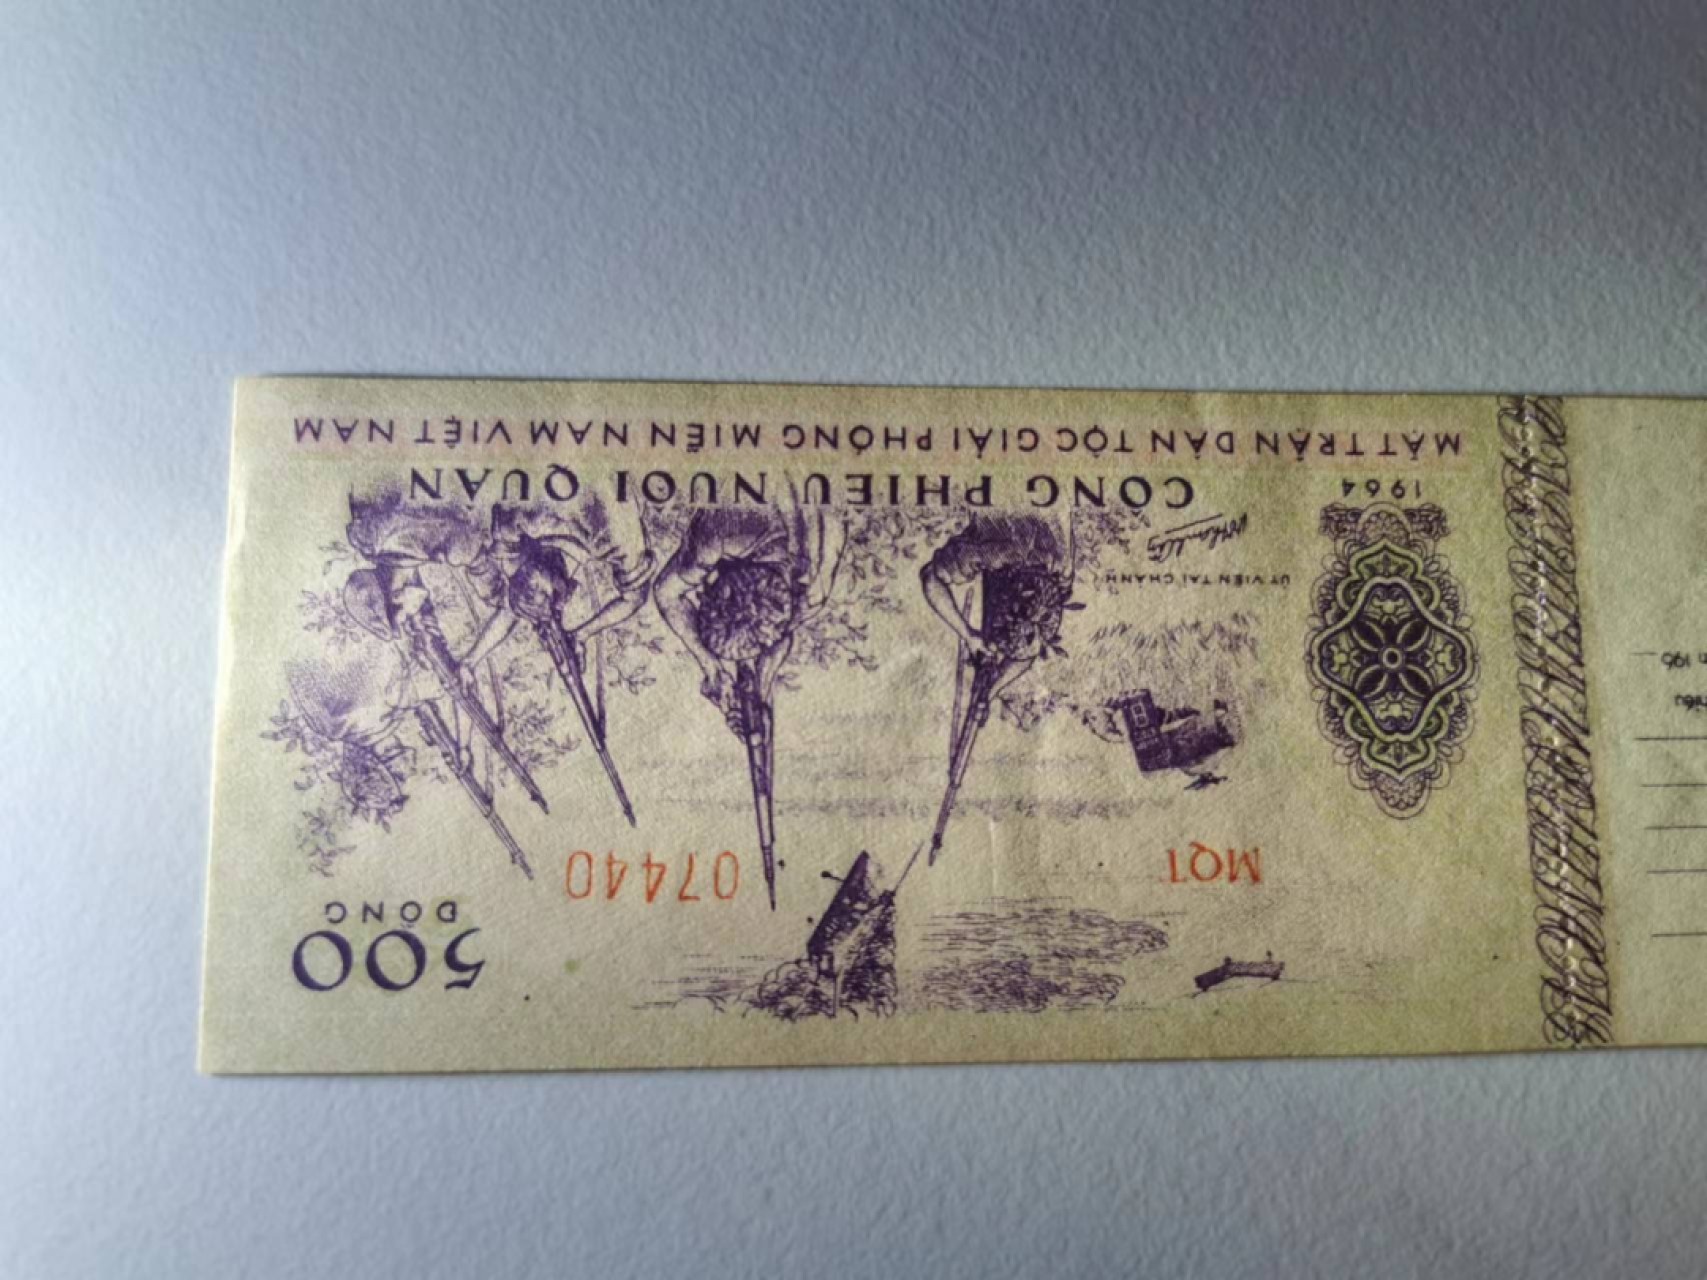 500
ĐỒNG
07440
MQ1
ỦY VIÊN TÀI CHÁNH
1964
CÔNG PHIẾU NUÔI QUÂN
MẶT TRẬN DÂN TỘC GIẢI PHÓNG MIỀN NAM VIỆT NAM